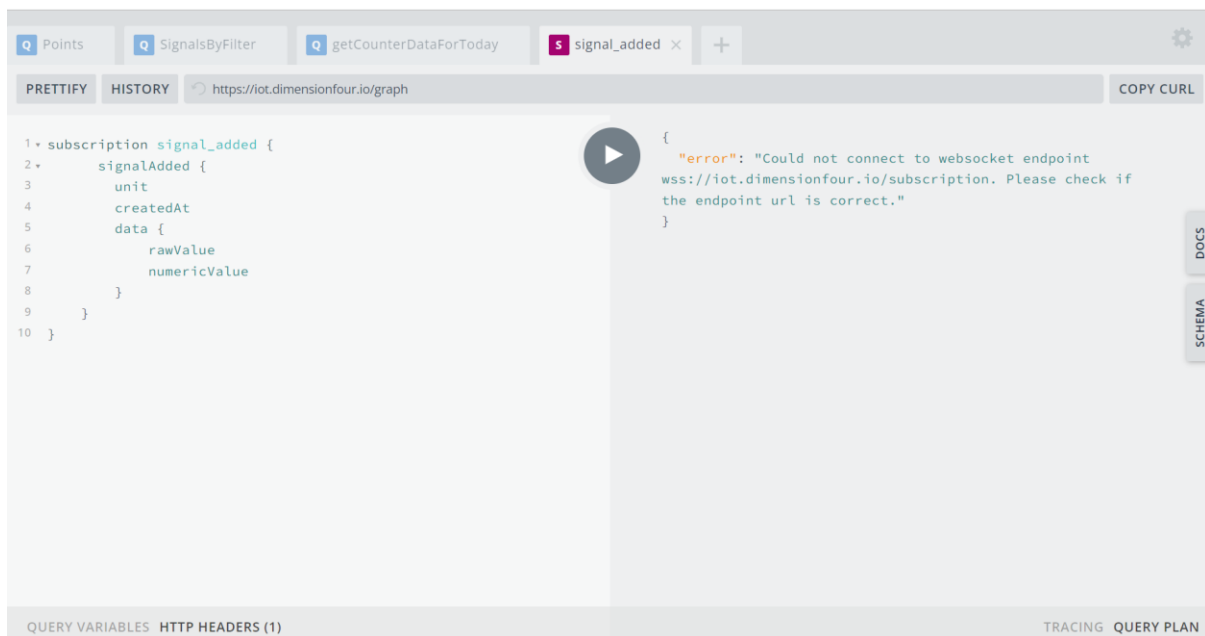 Q Points
Q SignalsByFilter
Q getCounterDataForToday
S signal_added × +
PRETTIFY HISTORY https://iot.dimensionfour.io/graph COPY CURL
1 subscription signal_added {
2 signalAdded {
3 unit
4 createdAt
5 data {
6 rawValue
7 numericValue
8 }
9 }
10 }
{
"error": "Could not connect to websocket endpoint
wss://iot.dimensionfour.io/subscription. Please check if
the endpoint url is correct."
}
DOCS
SCHEMA
QUERY VARIABLES HTTP HEADERS (1)
TRACING QUERY PLAN